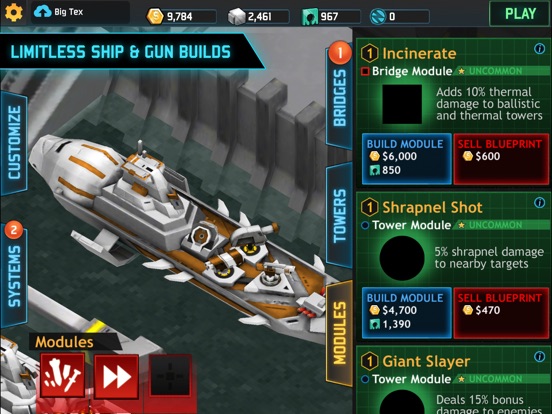 Big Tex
9,784
2,461
967
0
PLAY
LIMITLESS SHIP & GUN BUILDS
CUSTOMIZE
2
SYSTEMS
1
BRIDGES
TOWERS
MODULES
Modules
1 Incinerate
Bridge Module ★ UNCOMMON
Adds 10% thermal
damage to ballistic
and thermal towers
BUILD MODULE
$6,000
850
SELL BLUEPRINT
$600
1 Shrapnel Shot
Tower Module ★ UNCOMMON
5% shrapnel damage
to nearby targets
BUILD MODULE
$4,700
1,390
SELL BLUEPRINT
$470
1 Giant Slayer
Tower Module ★ UNCOMMON
Deals 15% bonus
damage to enemies